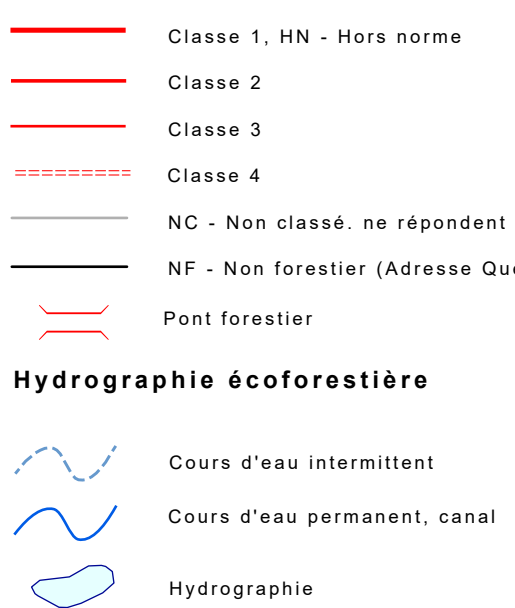 Classe 1, HN - Hors norme
Classe 2
Classe 3
Classe 4
NC - Non classé. ne répondent
NF - Non forestier (Adresse
Pont forestier
Hydrographie écoforestière
Cours d'eau intermittent
Cours d'eau permanent, canal
Hydrographie